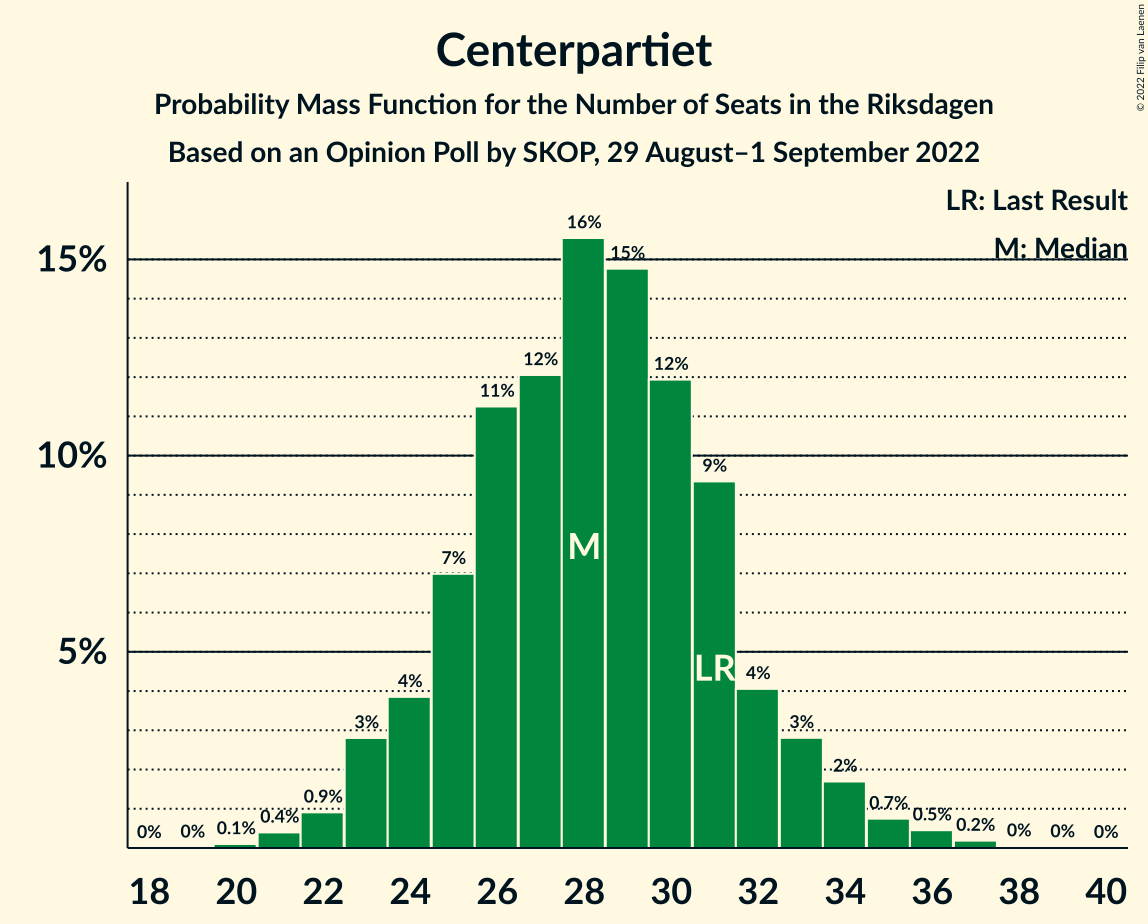 Centerpartiet
Probability Mass Function for the Number of Seats in the Riksdagen
Based on an Opinion Poll by SKOP, 29 August–1 September 2022
© 2022 Filip van Laenen
LR: Last Result
M: Median
15%
10%
5%
0%
0%
0.1%
0.4%
0.9%
3%
4%
7%
11%
12%
16%
15%
12%
9%
4%
3%
2%
0.7%
0.5%
0.2%
0%
0%
0%
M
LR
18 20 22 24 26 28 30 32 34 36 38 40